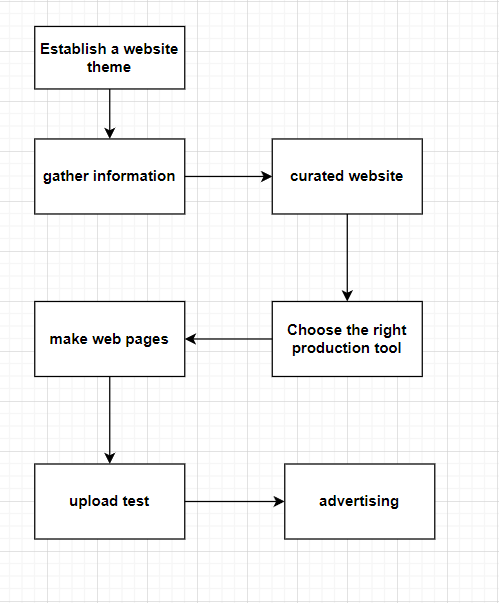 Establish a website
theme
gather information
curated website
Choose the right
production tool
make web pages
upload test
advertising